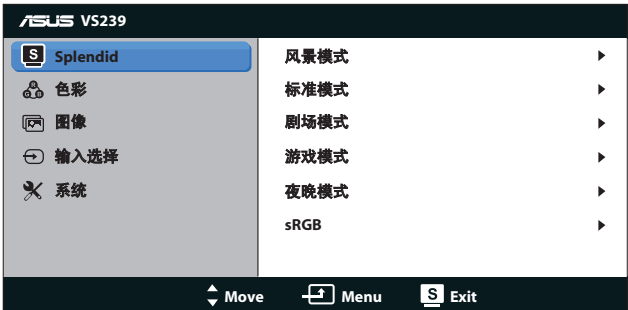 ASUS VS239
S Splendid
色彩
图像
输入选择
系统
风景模式
标准模式
剧场模式
游戏模式
夜晚模式
sRGB
Move Menu S Exit